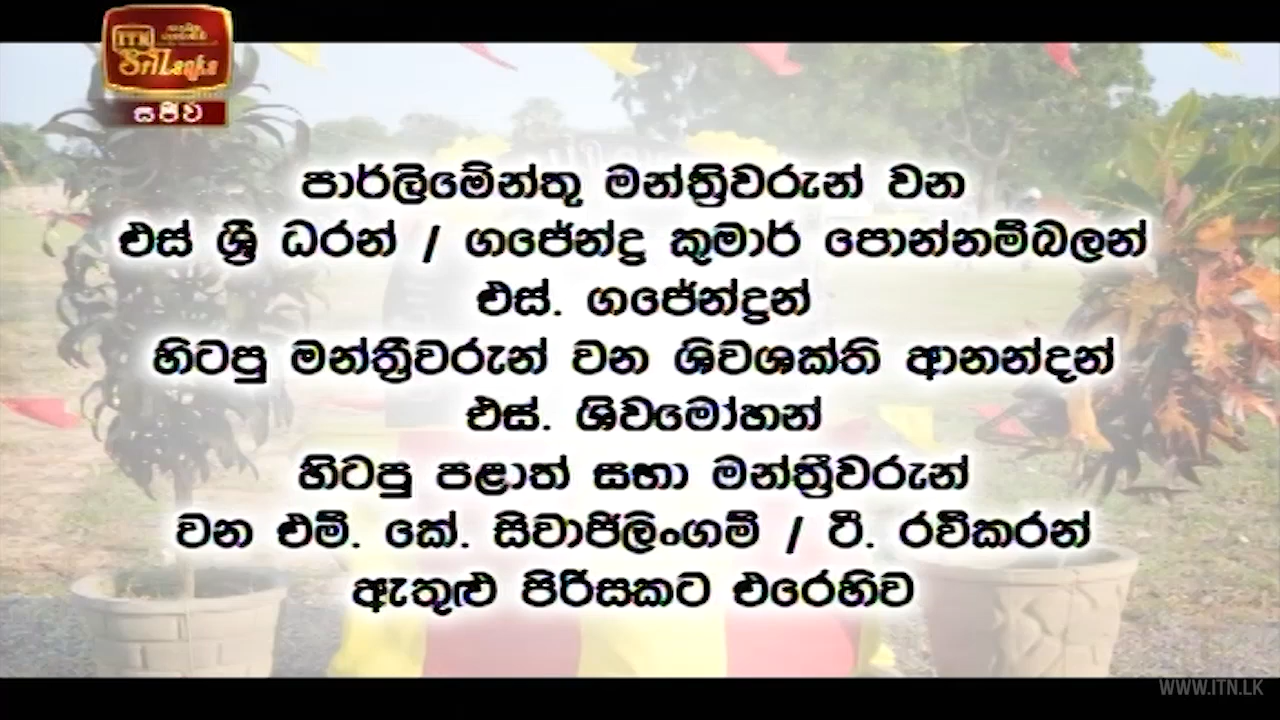 ITN
Sri Lanka
සජීව
පාර්ලිමේන්තු මන්ත්‍රිවරුන් වන
එස් ශ්‍රී ධරන් / ගජේන්ද්‍ර කුමාර් පොන්නම්බලන්
එස්. ගජේන්ද්‍රන්
හිටපු මන්ත්‍රීවරුන් වන ශිවශක්ති ආනන්දන්
එස්. ශිවමෝහන්
හිටපු පළාත් සභා මන්ත්‍රීවරුන්
වන එම්. කේ. සිවාජිලිංගම් / ටී. රවිකරන්
ඇතුළු පිරිසකට එරෙහිව
WWW.ITN.LK